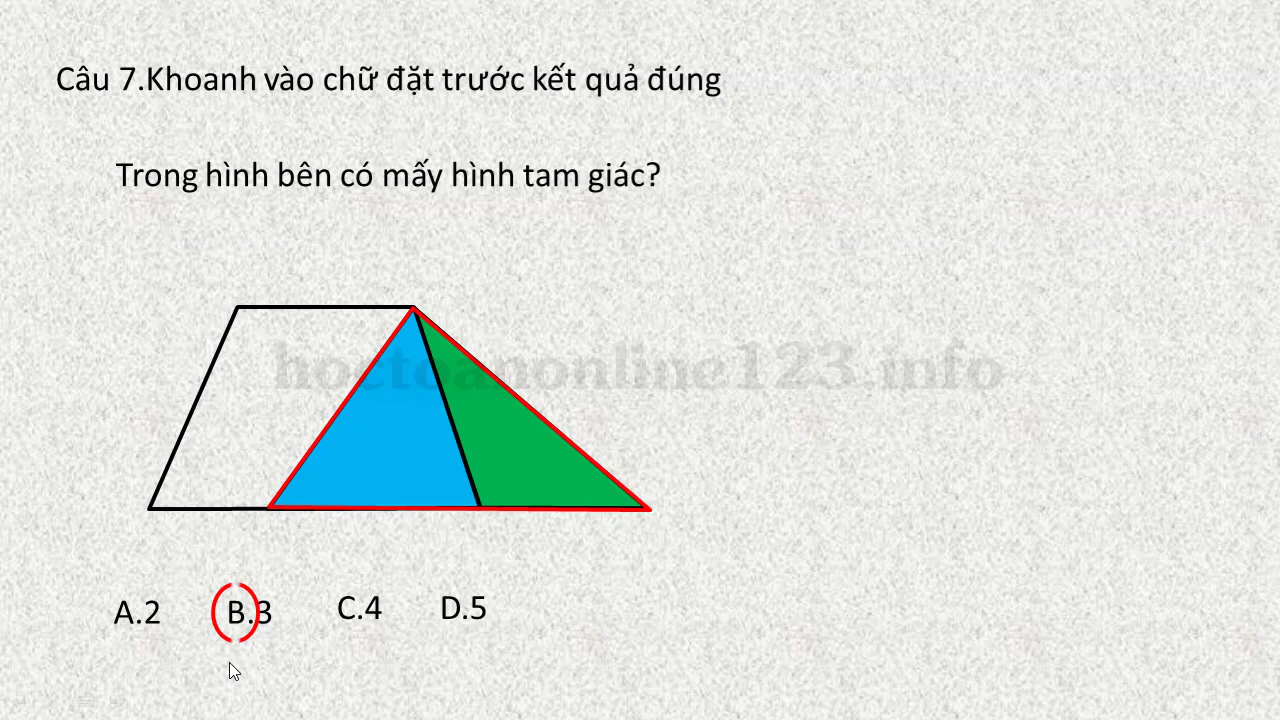 Câu 7.Khoanh vào chữ đặt trước kết quả đúng
Trong hình bên có mấy hình tam giác?
hoctoanonline123.info
A.2 B.3 C.4 D.5